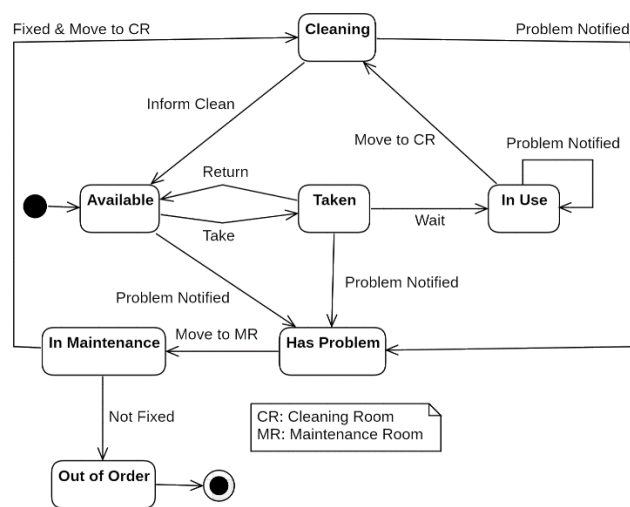 Fixed & Move to CR
Cleaning
Problem Notified
Inform Clean
Move to CR
Problem Notified
Return
Available
Taken
In Use
Take
Wait
Problem Notified
Problem Notified
In Maintenance
Move to MR
Has Problem
Not Fixed
CR: Cleaning Room
MR: Maintenance Room
Out of Order